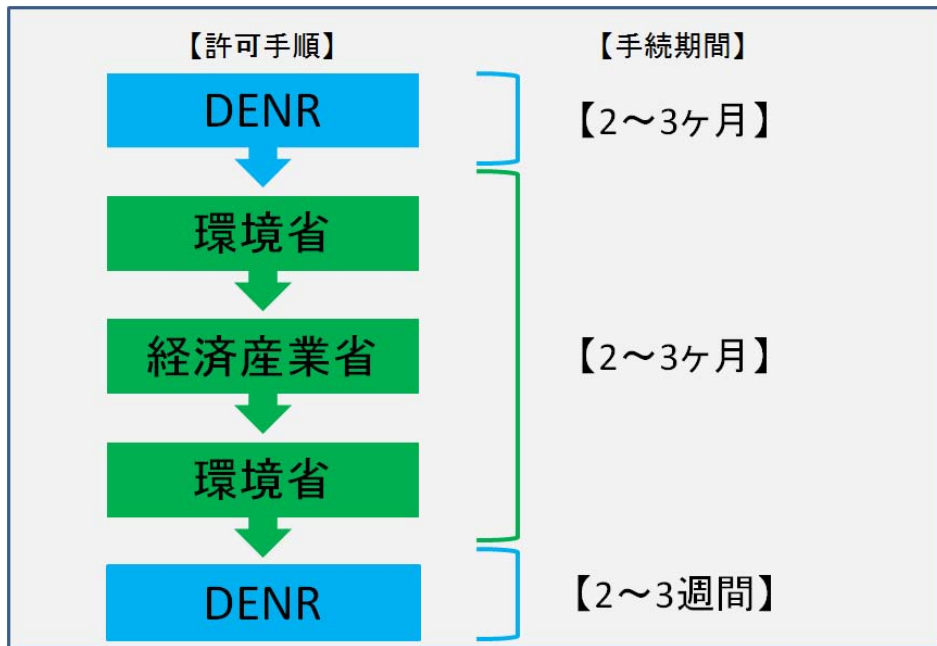 【許可手順】
【手続期間】
DENR
【2～3ヶ月】
環境省
経済産業省
【2～3ヶ月】
環境省
DENR
【2～3週間】